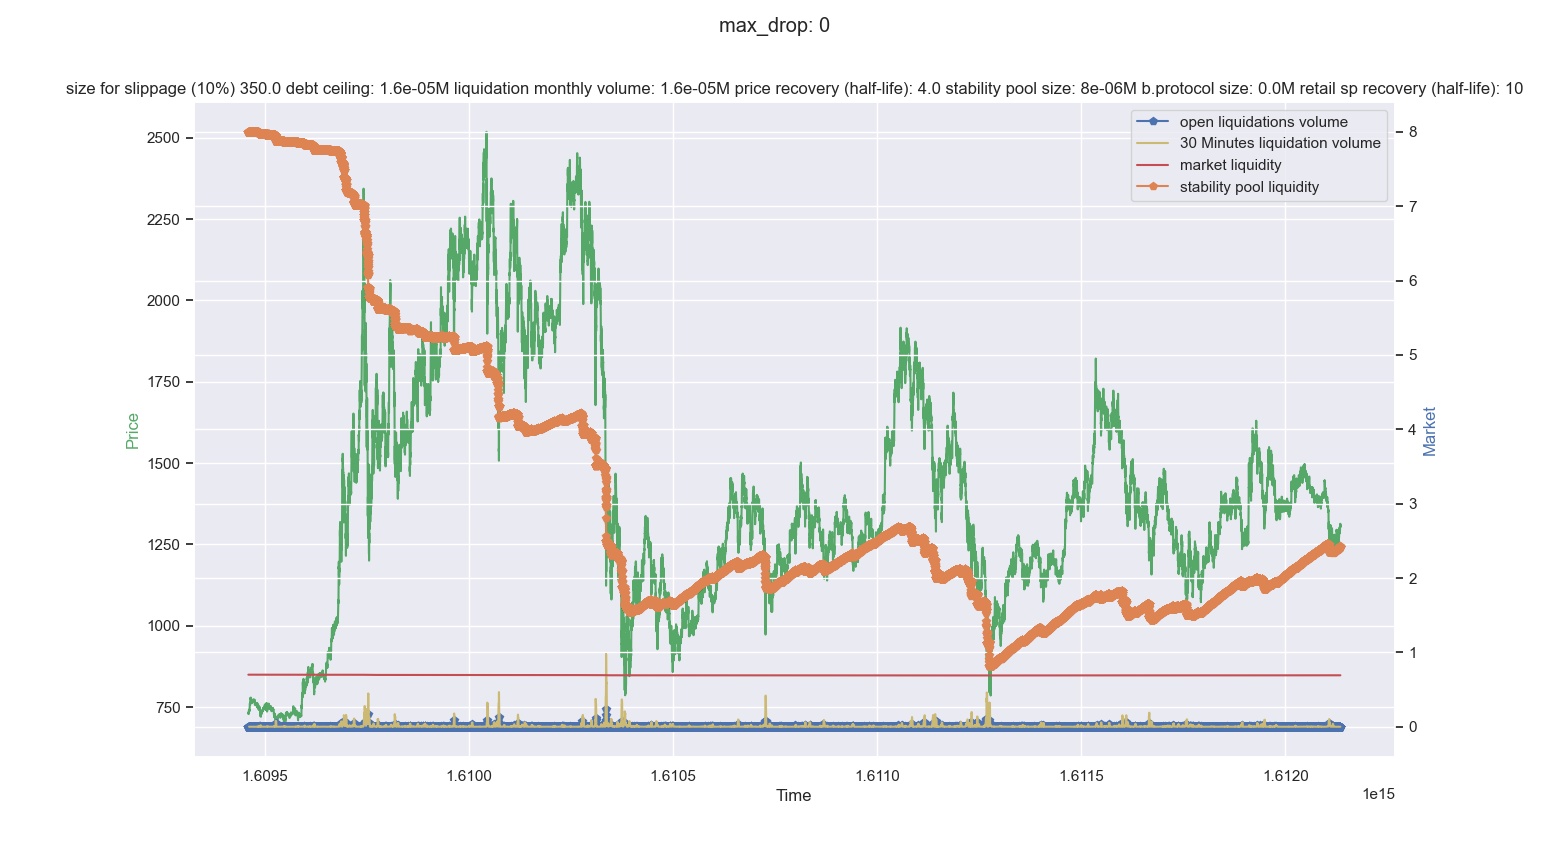 max_drop: 0
size for slippage (10%) 350.0 debt ceiling: 1.6e-05M liquidation monthly volume: 1.6e-05M price recovery (half-life): 4.0 stability pool size: 8e-06M b.protocol size: 0.0M retail sp recovery (half-life): 10
open liquidations volume
30 Minutes liquidation volume
market liquidity
stability pool liquidity
2500
2250
2000
1750
1500
1250
1000
750
Price
8
7
6
5
4
3
2
1
0
Market
1.6095 1.6100 1.6105 1.6110 1.6115 1.6120
1e15
Time